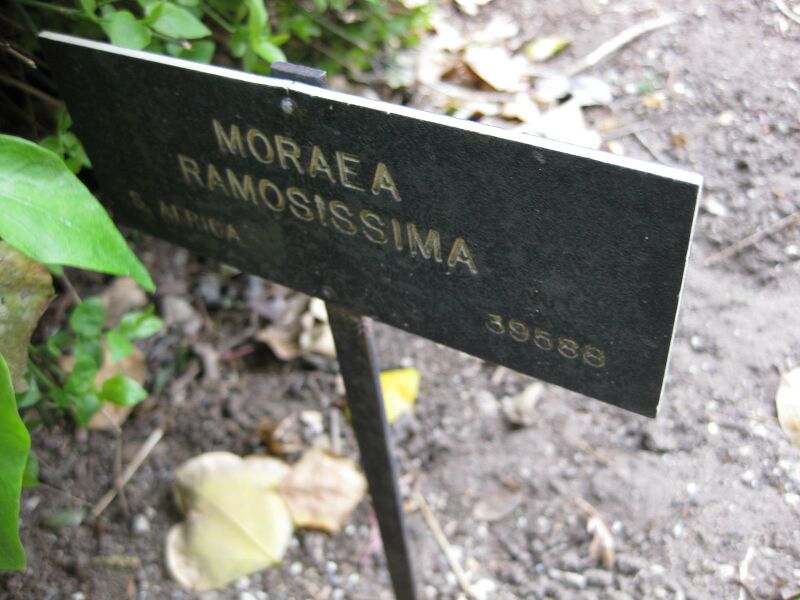 MORAEA
RAMOSISSIMA
S. AFRICA
39588